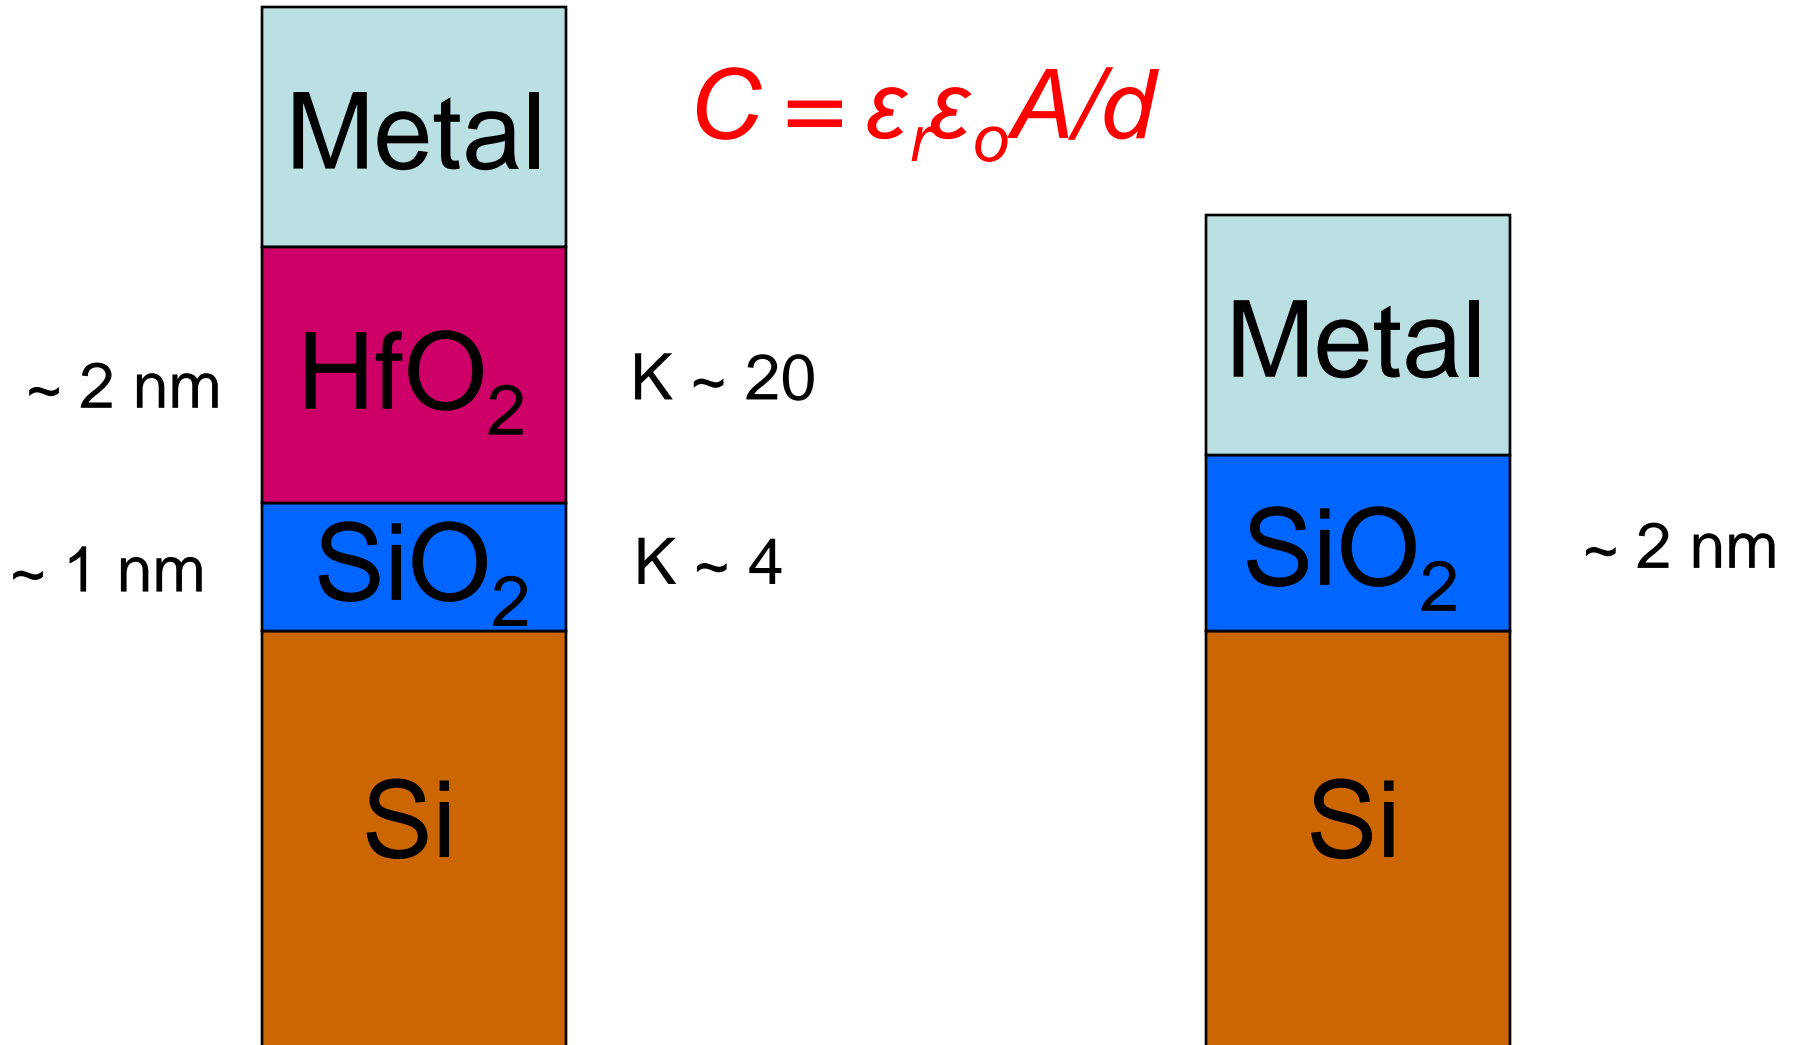 Metal
C = εᵣεₒA/d
Metal
~ 2 nm
HfO₂
K ~ 20
~ 1 nm
SiO₂
K ~ 4
SiO₂
~ 2 nm
Si
Si